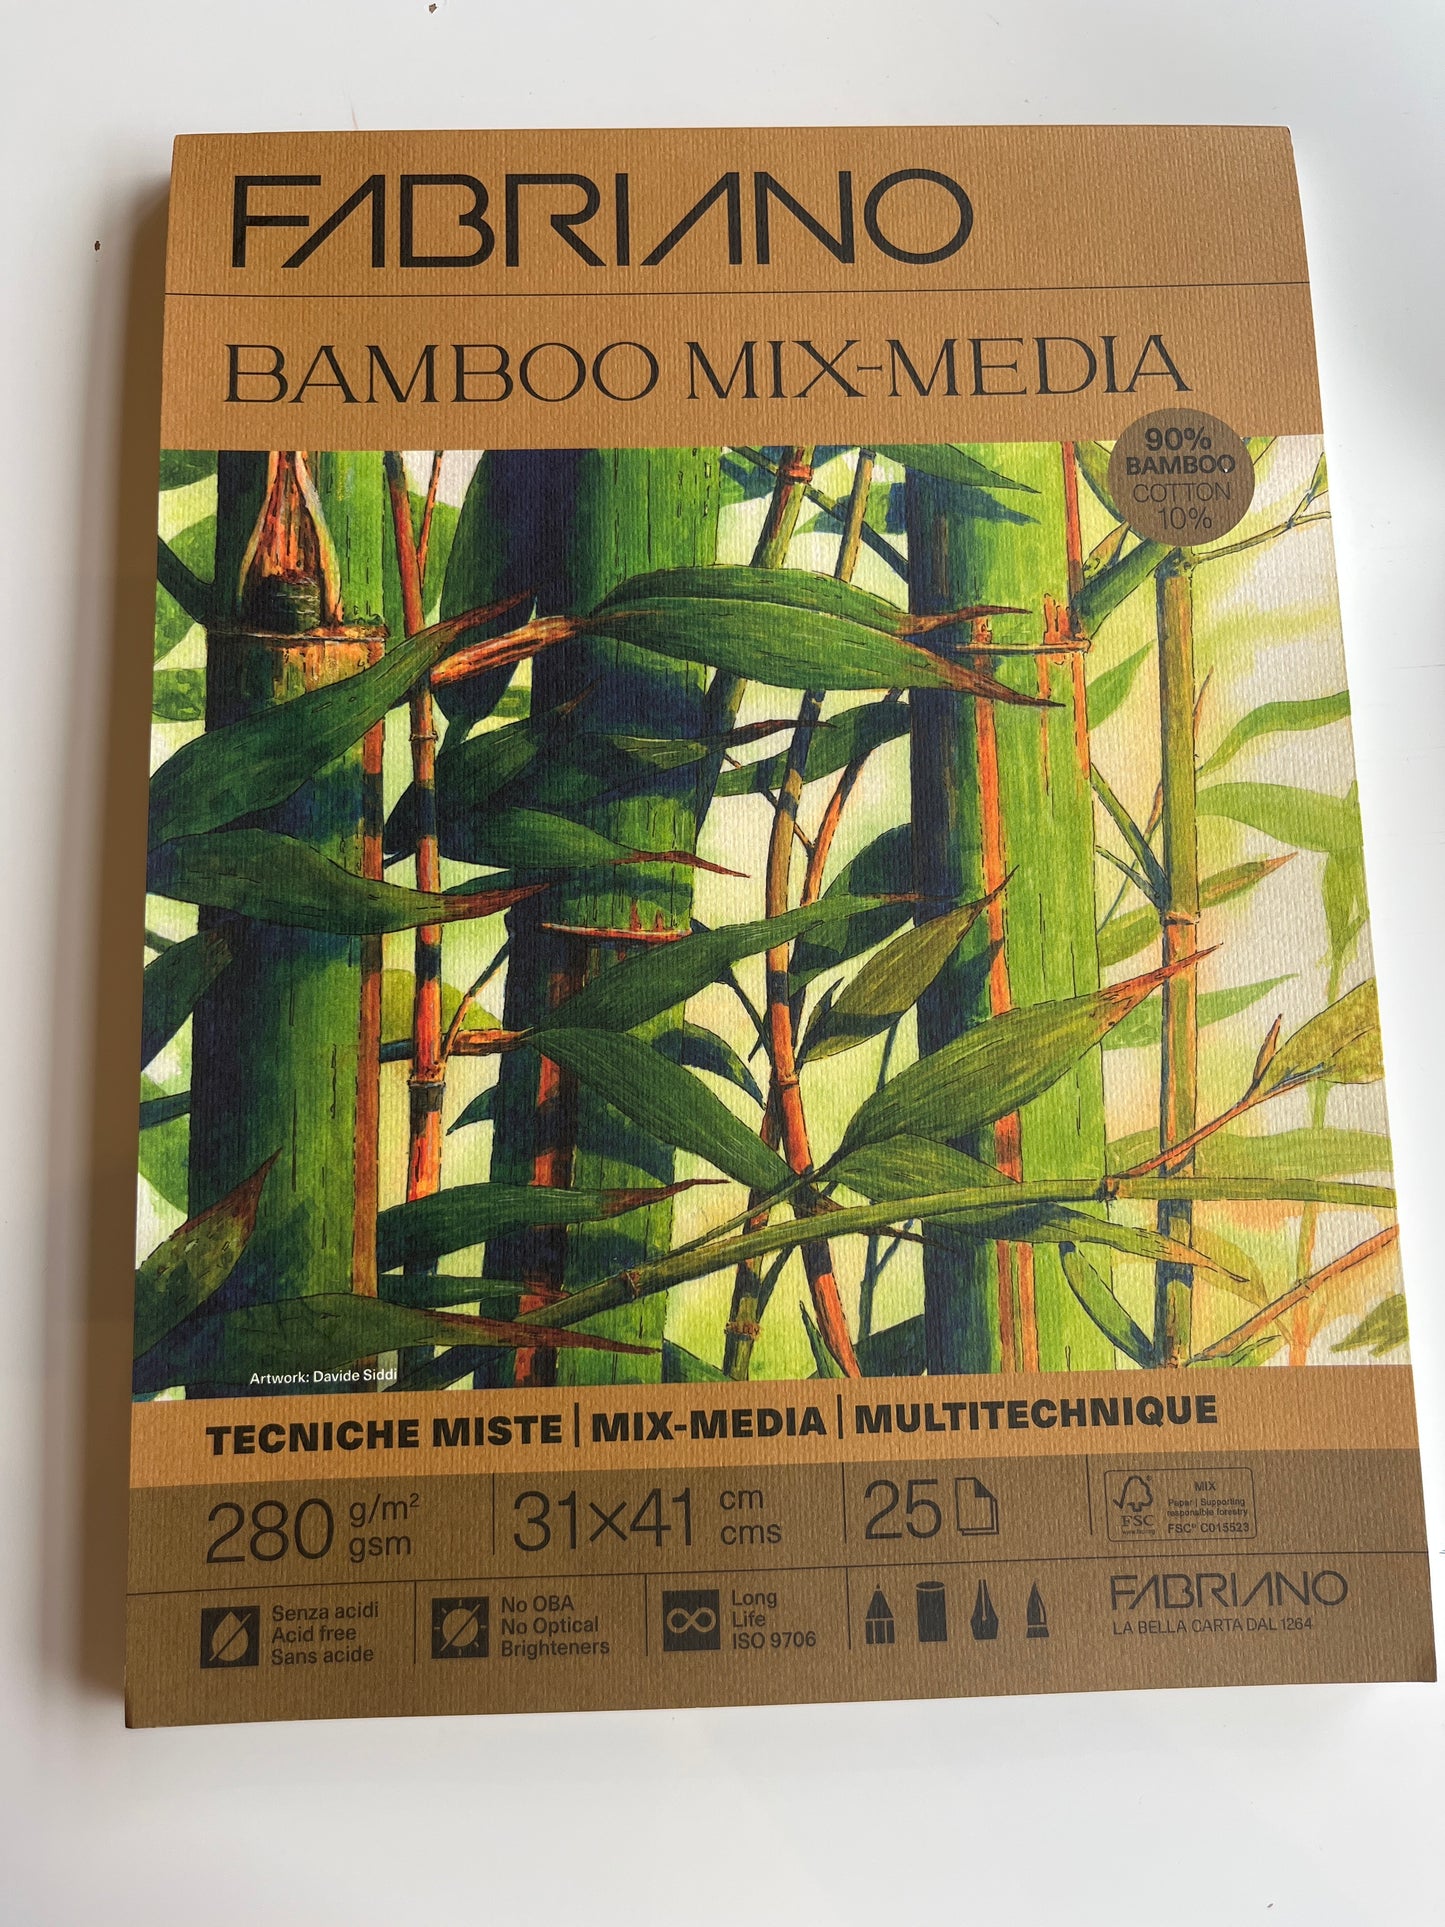 FABRIANO
BAMBOO MIX-MEDIA
90%
BAMBOO
COTTON
10%
Artwork: Davide Siddi
TECNICHE MISTE | MIX-MEDIA | MULTITECHNIQUE
280 g/m²
gsm
31×41 cm
cms
25
FSC
MIX
Paper | Supporting
responsible forestry
FSC® C015523
Senza acidi
Acid free
Sans acide
No OBA
No Optical
Brighteners
Long
Life
ISO 9706
FABRIANO
LA BELLA CARTA DAL 1264